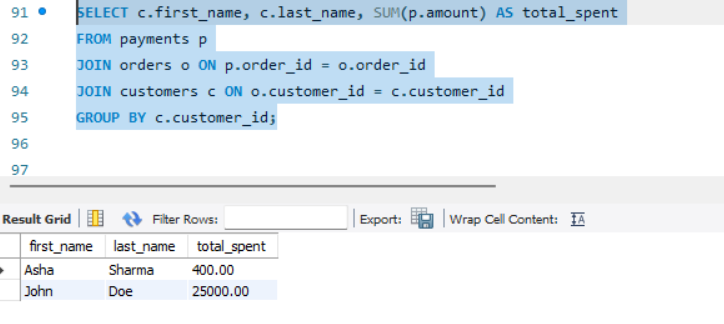 91 SELECT c.first_name, c.last_name, SUM(p.amount) AS total_spent
92 FROM payments p
93 JOIN orders o ON p.order_id = o.order_id
94 JOIN customers c ON o.customer_id = c.customer_id
95 GROUP BY c.customer_id;
96
97
Result Grid Filter Rows: Export: Wrap Cell Content: IA
first_name last_name total_spent
Asha Sharma 400.00
John Doe 25000.00